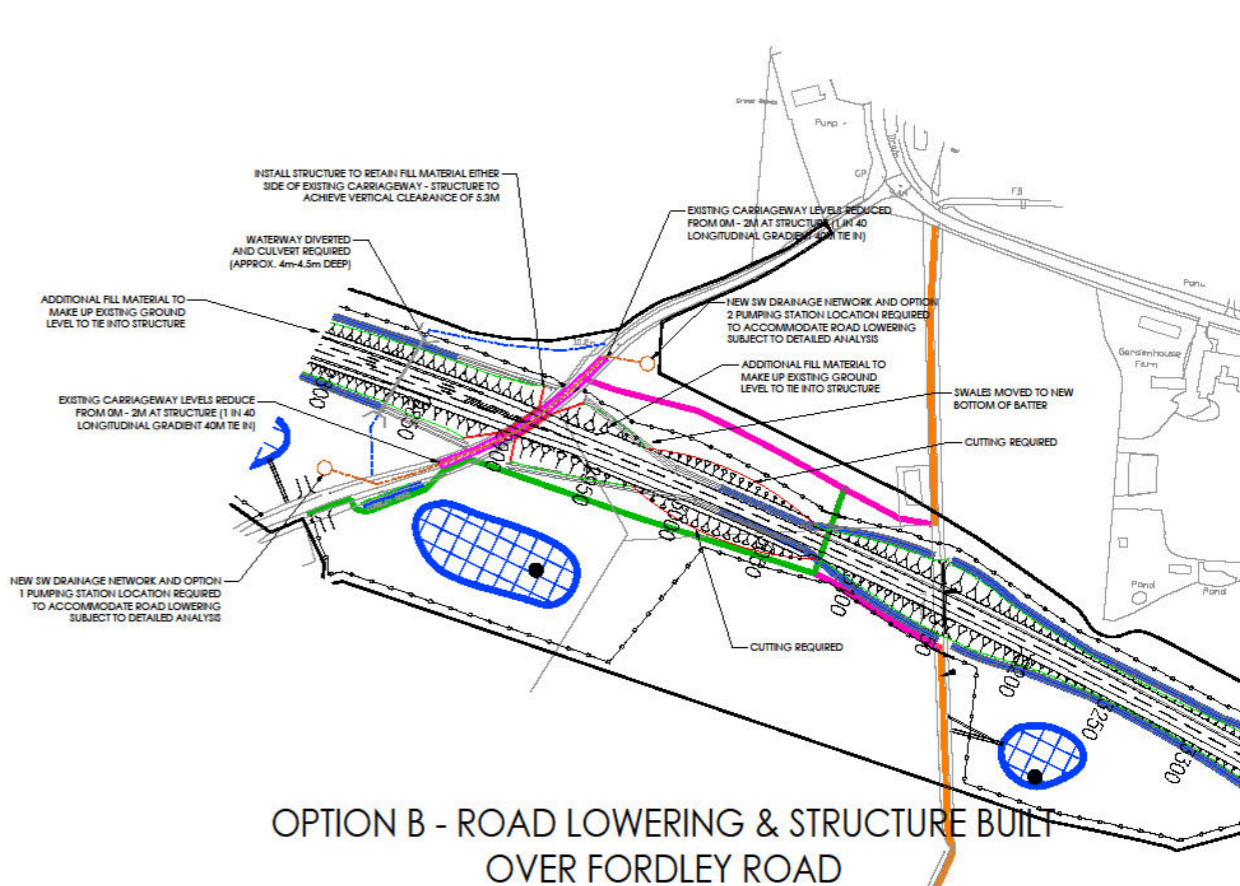 Pump
GP
FB
INSTALL STRUCTURE TO RETAIN FILL MATERIAL EITHER
SIDE OF EXISTING CARRIAGEWAY - STRUCTURE TO
ACHIEVE VERTICAL CLEARANCE OF 5.3M
EXISTING CARRIAGEWAY LEVELS REDUCED
FROM 0M - 2M AT STRUCTURE (1 IN 40
LONGITUDINAL GRADIENT 40M TIE IN)
WATERWAY DIVERTED
AND CULVERT REQUIRED
(APPROX. 4m-4.5m DEEP)
ADDITIONAL FILL MATERIAL TO
MAKE UP EXISTING GROUND
LEVEL TO TIE INTO STRUCTURE
NEW SW DRAINAGE NETWORK AND OPTION
2 PUMPING STATION LOCATION REQUIRED
TO ACCOMMODATE ROAD LOWERING
SUBJECT TO DETAILED ANALYSIS
ADDITIONAL FILL MATERIAL TO
MAKE UP EXISTING GROUND
LEVEL TO TIE INTO STRUCTURE
Gardenhouse
Farm
SWALES MOVED TO NEW
BOTTOM OF BATTER
EXISTING CARRIAGEWAY LEVELS REDUCE
FROM 0M - 2M AT STRUCTURE (1 IN 40
LONGITUDINAL GRADIENT 40M TIE IN)
CUTTING REQUIRED
NEW SW DRAINAGE NETWORK AND OPTION
1 PUMPING STATION LOCATION REQUIRED
TO ACCOMMODATE ROAD LOWERING
SUBJECT TO DETAILED ANALYSIS
Pond
Pond
CUTTING REQUIRED
3250
3300
OPTION B - ROAD LOWERING & STRUCTURE BUILT
OVER FORDLEY ROAD